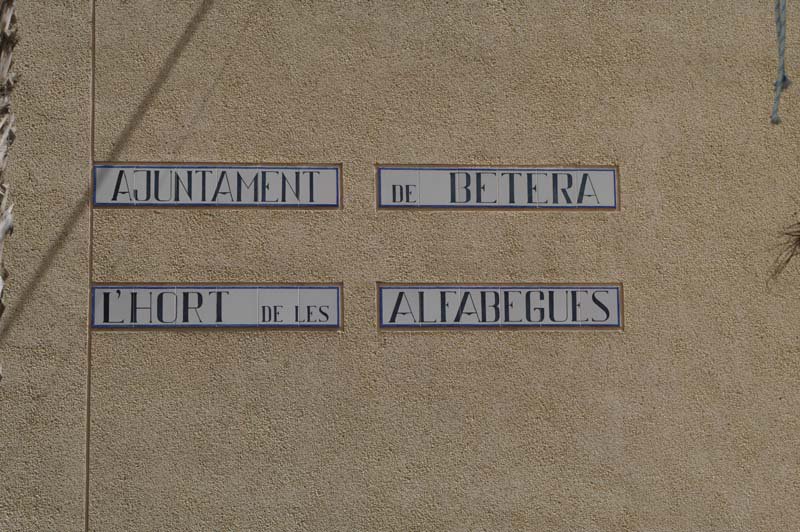 AJUNTAMENT DE BETERA
L'HORT DE LES ALFABEGUES